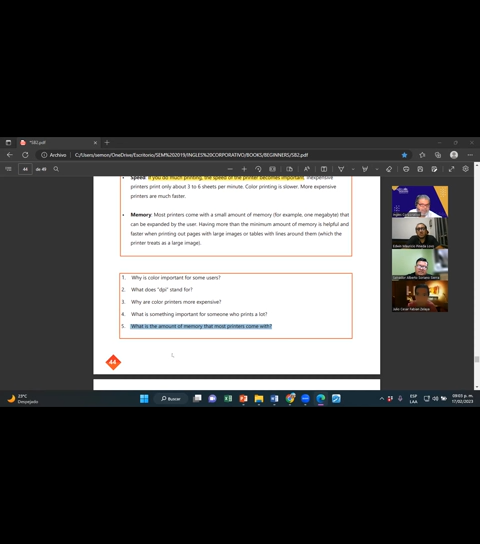 *SB2.pdf
Archivo | C:/Users/semon/OneDrive/Escritorio/SEM%202019/INGLES%20CORPORATIVO/BOOKS/BEGINNERS/SB2.pdf
44 de 49
• Speed: If you do much printing, the speed of the printer becomes important. Inexpensive
printers print only about 3 to 6 sheets per minute. Color printing is slower. More expensive
printers are much faster.
• Memory: Most printers come with a small amount of memory (for example, one megabyte) that
can be expanded by the user. Having more than the minimum amount of memory is helpful and
faster when printing out pages with large images or tables with lines around them (which the
printer treats as a large image).
1. Why is color important for some users?
2. What does "dpi" stand for?
3. Why are color printers more expensive?
4. What is something important for someone who prints a lot?
5. What is the amount of memory that most printers come with?
44
23°C
Despejado
Buscar
ESP
LAA
09:03 p. m.
17/02/2023